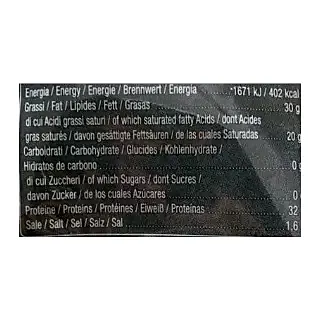 Energia / Energy / Energie / Brennwert / Energia ... *1671 kJ / 402 kcal
Grassi / Fat / Lipides / Fett / Grasas ... 30 g
di cui Acidi grassi saturi / of which saturated fatty Acids / dont Acides
gras saturés / davon gesättigte Fettsäuren / de las cuales Saturadas ... 20 g
Carboidrati / Carbohydrate / Glucides / Kohlenhydrate /
Hidratos de carbono ... 0
di cui Zuccheri / of which Sugars / dont Sucres /
davon Zucker / de los cuales Azúcares ... 0
Proteine / Proteins / Protéines / Eiweiß / Proteínas ... 32
Sale / Salt / Sel / Salz / Sal ... 1,6